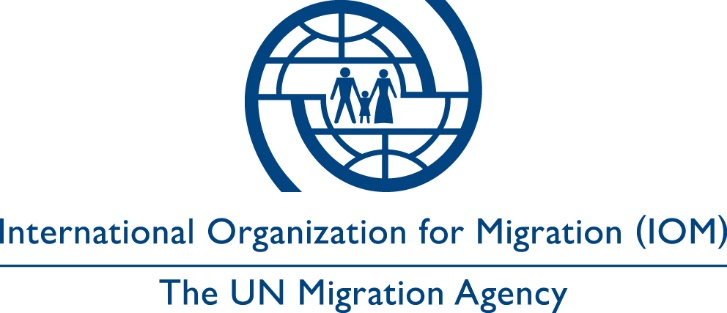 International Organization for Migration (IOM)
The UN Migration Agency